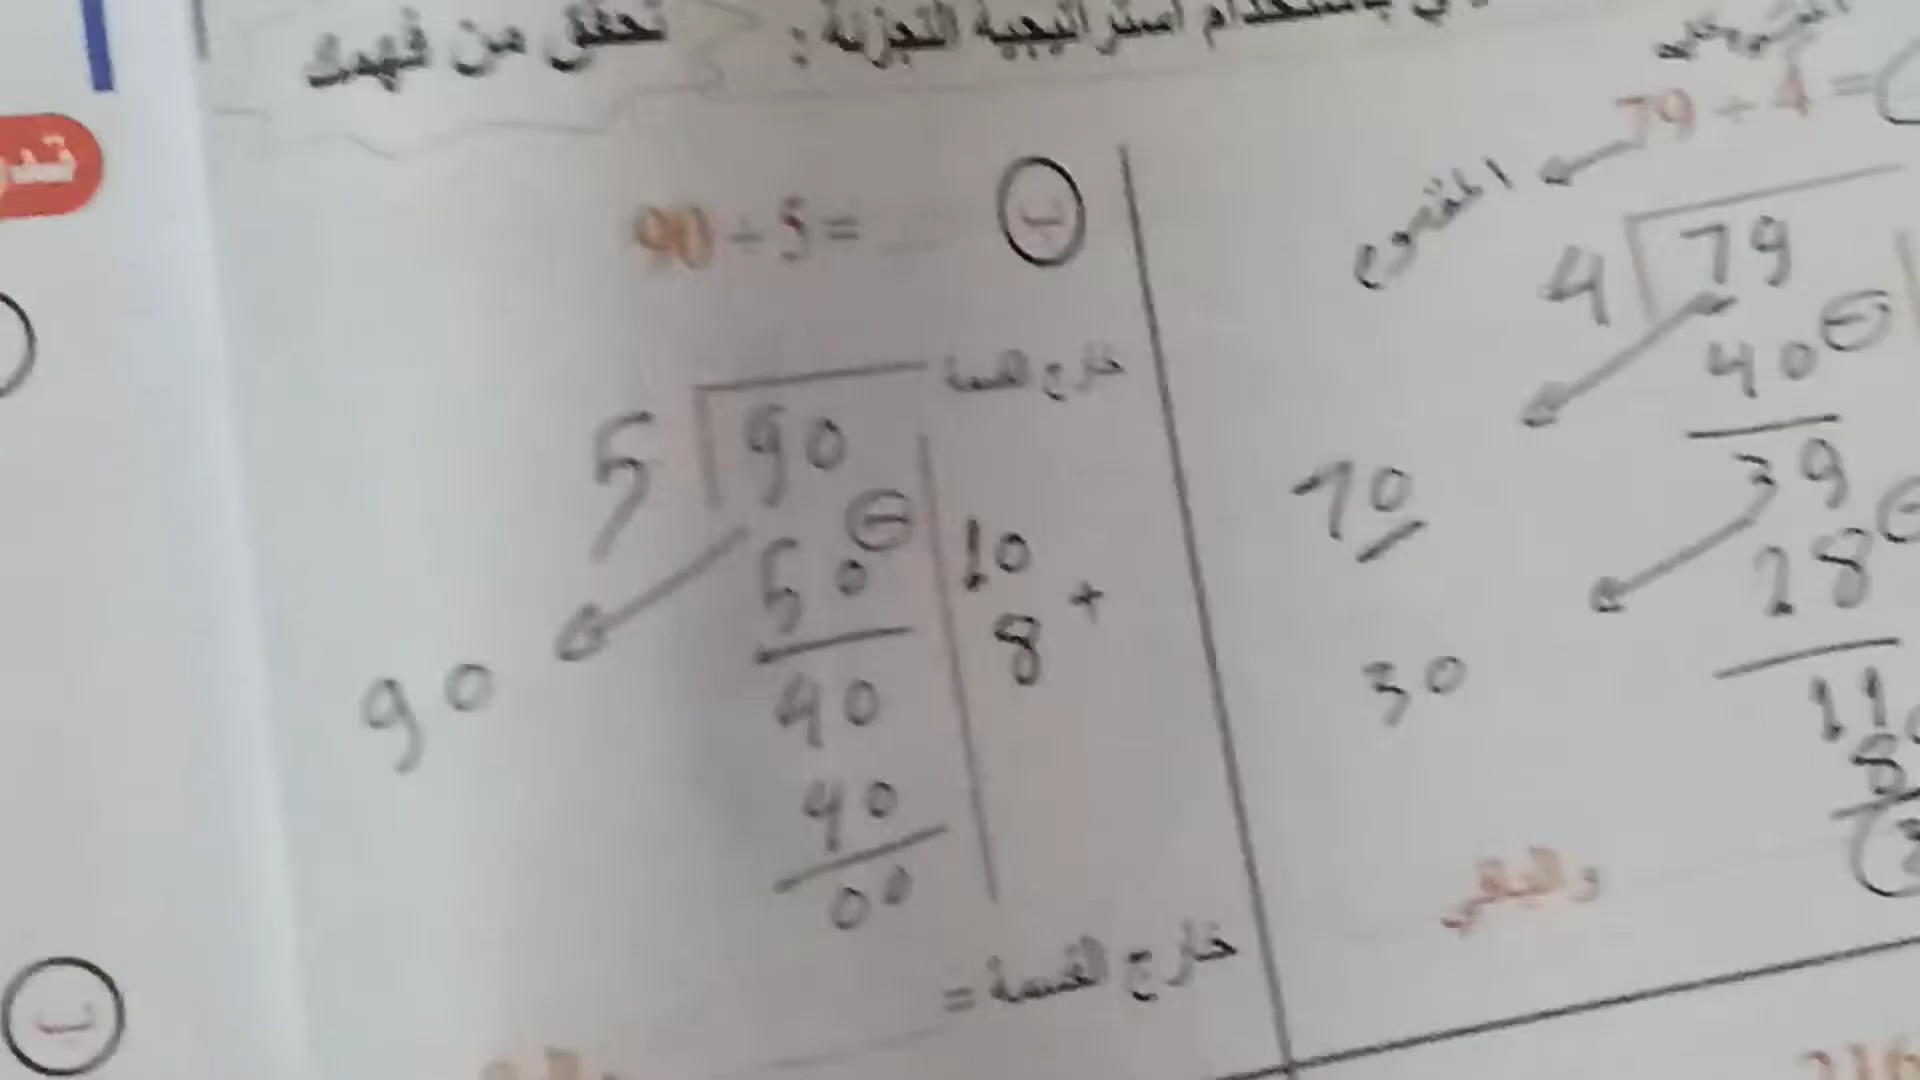 باستخدام استراتيجية التجزئة :
تحقق من فهمك
79 ÷ 4 =
المقسوم
4 79
40
39
28
11
8
70
30
والباقي
ب
90 ÷ 5 =
خارج القسمة
5 90
50 10
40 8 +
40
00
90
خارج القسمة =
ب